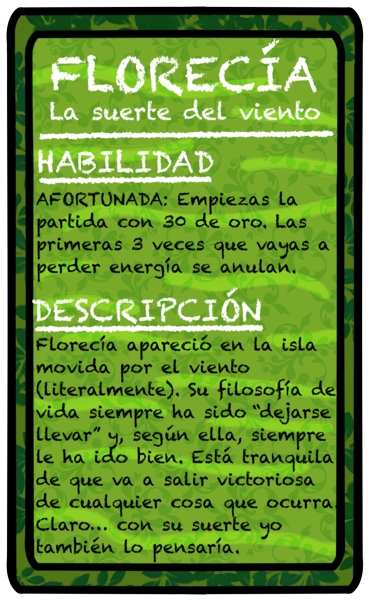 FLORECÍA
La suerte del viento
HABILIDAD
AFORTUNADA: Empiezas la
partida con 30 de oro. Las
primeras 3 veces que vayas a
perder energía se anulan.
DESCRIPCIÓN
Florecía apareció en la isla
movida por el viento
(literalmente). Su filosofía de
vida siempre ha sido “dejarse
llevar” y, según ella, siempre
le ha ido bien. Está tranquila
de que va a salir victoriosa
de cualquier cosa que ocurra.
Claro... con su suerte yo
también lo pensaría.